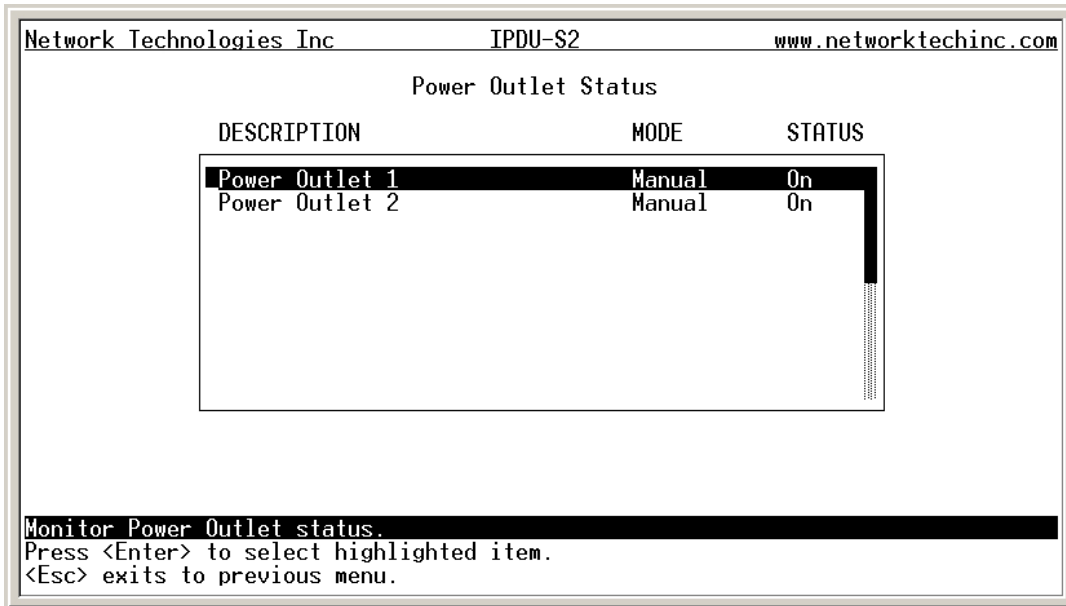 Network Technologies Inc IPDU-S2 www.networktechinc.com
Power Outlet Status
DESCRIPTION MODE STATUS
Power Outlet 1 Manual On
Power Outlet 2 Manual On
Monitor Power Outlet status.
Press <Enter> to select highlighted item.
<Esc> exits to previous menu.